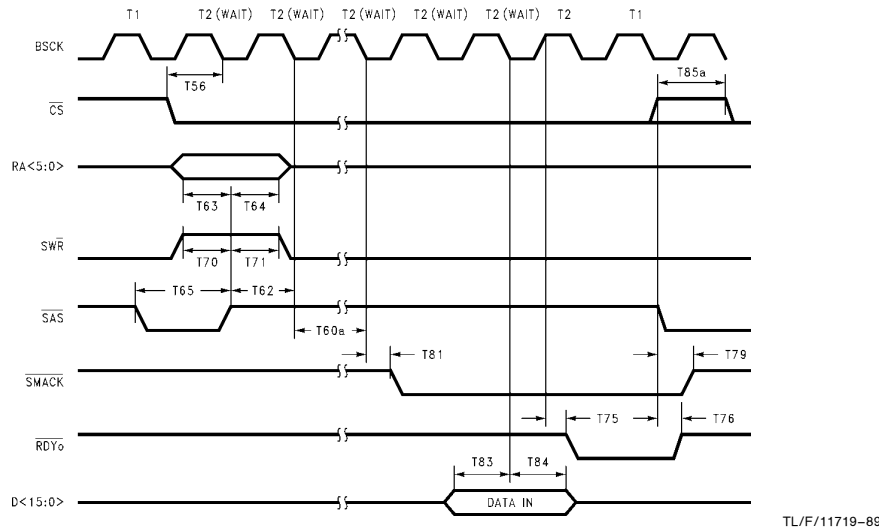 T1 T2 (WAIT) T2 (WAIT) T2 (WAIT) T2 (WAIT) T2 (WAIT) T2 T1
BSCK
T56 T85a
CS
RA<5:0>
T63 T64
SWR
T70 T71
T65 T62
SAS
T60a
T81 T79
SMACK
T75 T76
RDYo
T83 T84
D<15:0> DATA IN
TL/F/11719–89